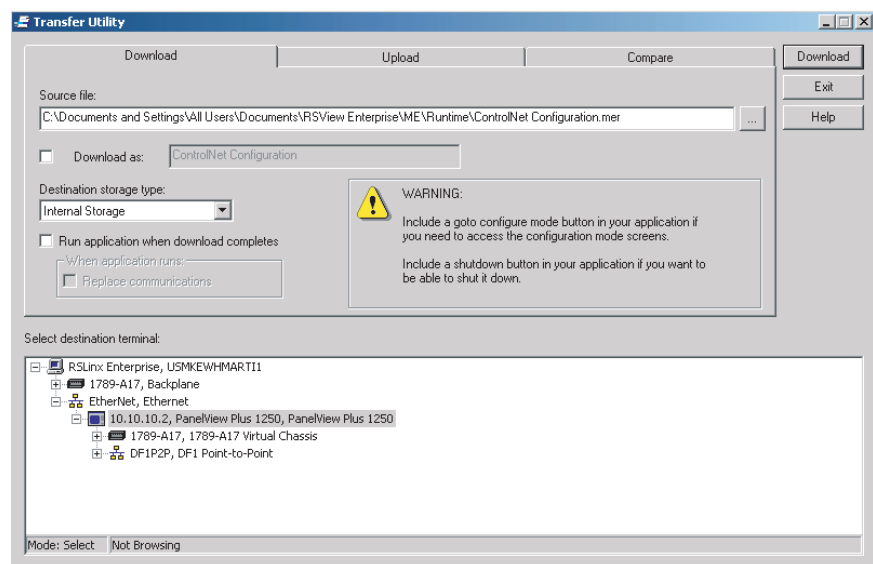 Transfer Utility
Download
Upload
Compare
Download
Exit
Help
Source file:
C:\Documents and Settings\All Users\Documents\RSView Enterprise\ME\Runtime\ControlNet Configuration.mer
...
Download as:
ControlNet Configuration
Destination storage type:
Internal Storage
Run application when download completes
When application runs:
Replace communications
WARNING:
Include a goto configure mode button in your application if
you need to access the configuration mode screens.
Include a shutdown button in your application if you want to
be able to shut it down.
Select destination terminal:
RSLinx Enterprise, USMKEWHMARTI1
1789-A17, Backplane
EtherNet, Ethernet
10.10.10.2, PanelView Plus 1250, PanelView Plus 1250
1789-A17, 1789-A17 Virtual Chassis
DF1P2P, DF1 Point-to-Point
Mode: Select Not Browsing